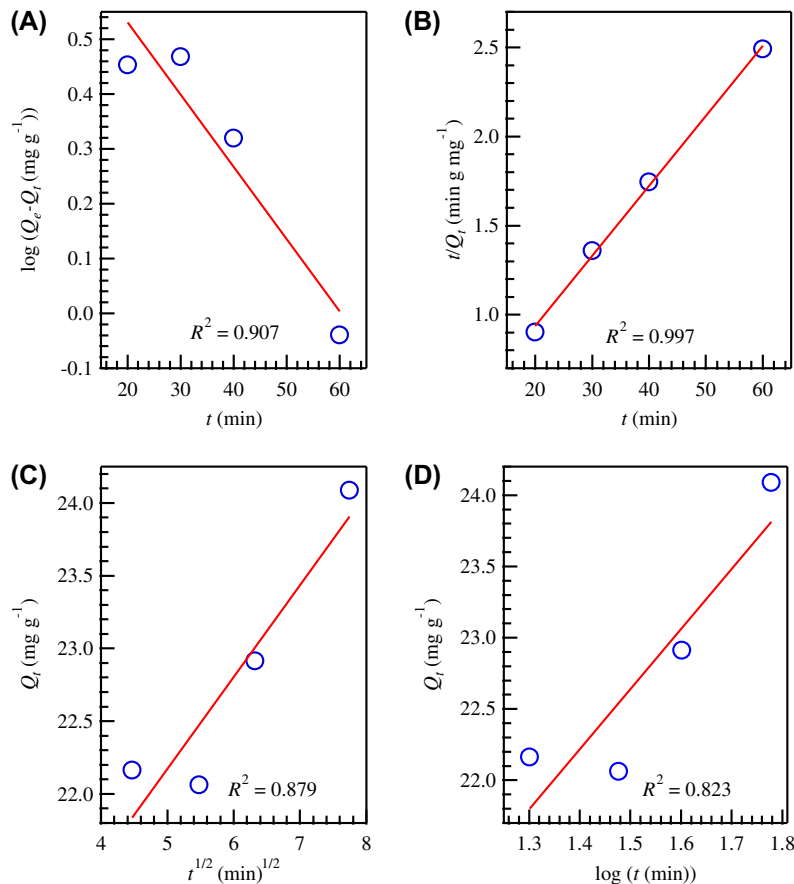 (A)
0.5
0.4
0.3
0.2
0.1
0.0
-0.1
log (Qe-Qt (mg g-1))
R2 = 0.907
20 30 40 50 60
t (min)
(B)
2.5
2.0
1.5
1.0
t/Qt (min g mg-1)
R2 = 0.997
20 30 40 50 60
t (min)
(C)
24.0
23.5
23.0
22.5
22.0
Qt (mg g-1)
R2 = 0.879
4 5 6 7 8
t1/2 (min)1/2
(D)
24.0
23.5
23.0
22.5
22.0
Qt (mg g-1)
R2 = 0.823
1.3 1.4 1.5 1.6 1.7 1.8
log (t (min))